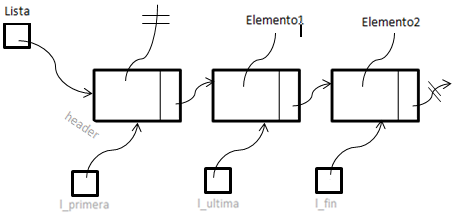 Lista
Elemento1
Elemento2
header
l_primera
l_ultima
l_fin